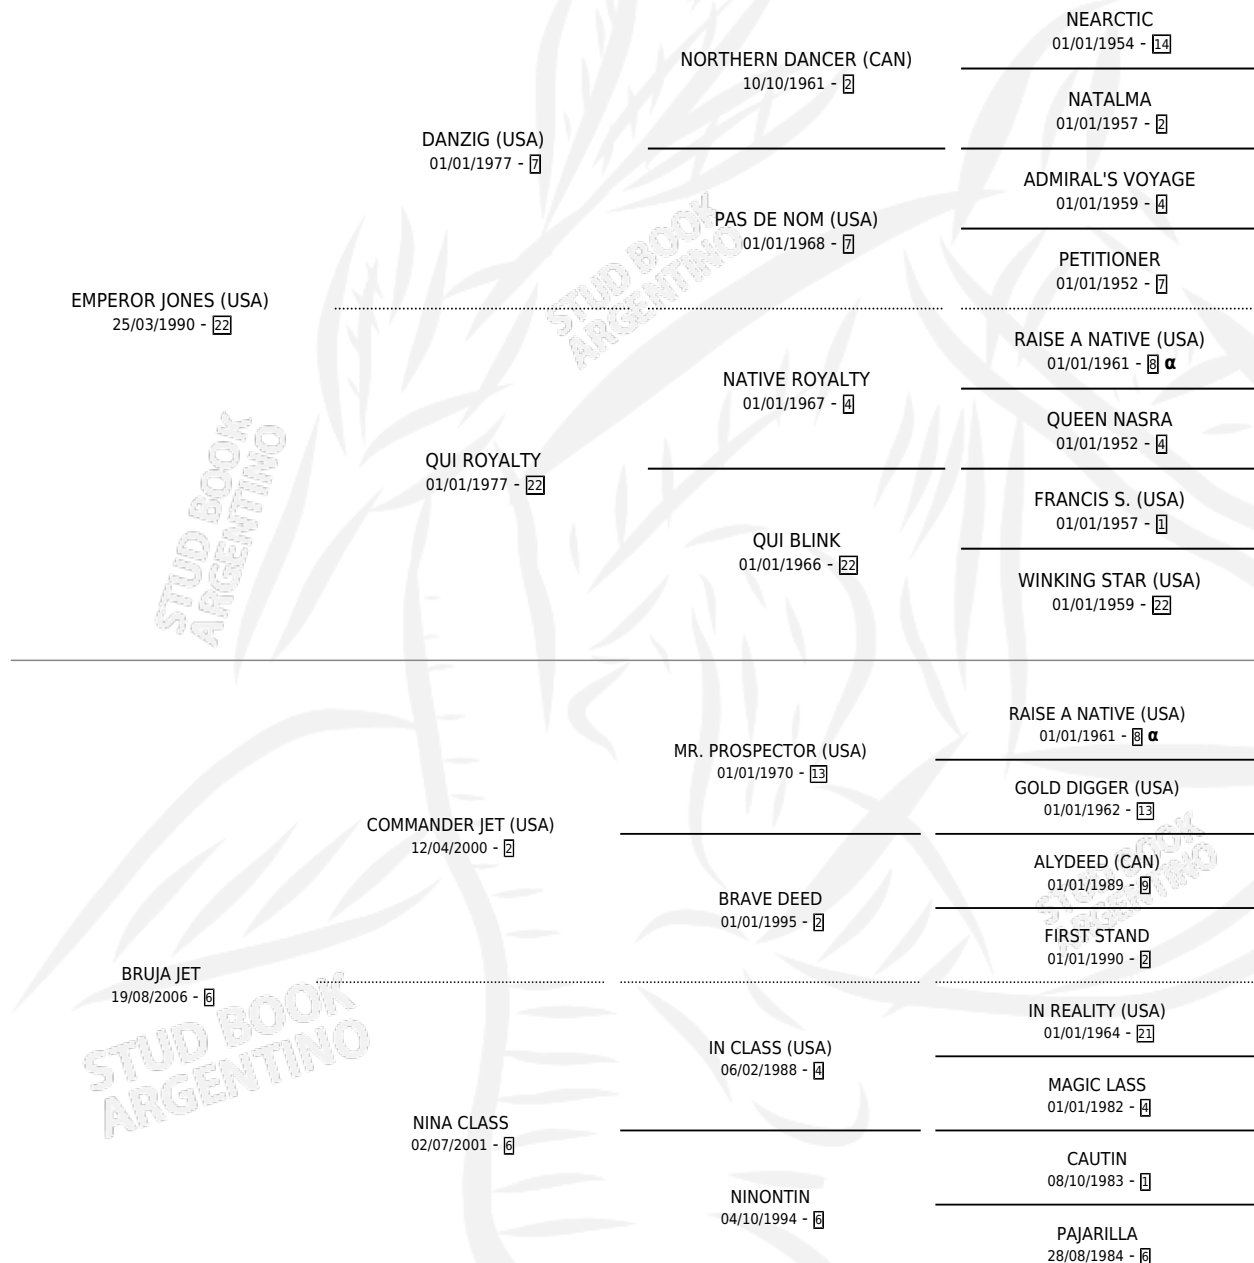 NEARCTIC
01/01/1954 - 14
NORTHERN DANCER (CAN)
10/10/1961 - 2
NATALMA
01/01/1957 - 2
DANZIG (USA)
01/01/1977 - 7
ADMIRAL'S VOYAGE
01/01/1959 - 4
PAS DE NOM (USA)
01/01/1968 - 7
PETITIONER
01/01/1952 - 7
EMPEROR JONES (USA)
25/03/1990 - 22
RAISE A NATIVE (USA)
01/01/1961 - 8 α
NATIVE ROYALTY
01/01/1967 - 4
QUEEN NASRA
01/01/1952 - 4
QUI ROYALTY
01/01/1977 - 22
FRANCIS S. (USA)
01/01/1957 - 1
QUI BLINK
01/01/1966 - 22
WINKING STAR (USA)
01/01/1959 - 22
STUD BOOK
ARGENTINO
STUD BOOK
ARGENTINO
RAISE A NATIVE (USA)
01/01/1961 - 8 α
MR. PROSPECTOR (USA)
01/01/1970 - 13
GOLD DIGGER (USA)
01/01/1962 - 13
COMMANDER JET (USA)
12/04/2000 - 2
ALYDEED (CAN)
01/01/1989 - 9
BRAVE DEED
01/01/1995 - 2
FIRST STAND
01/01/1990 - 2
BRUJA JET
19/08/2006 - 6
IN REALITY (USA)
01/01/1964 - 21
IN CLASS (USA)
06/02/1988 - 4
MAGIC LASS
01/01/1982 - 4
NINA CLASS
02/07/2001 - 6
CAUTIN
08/10/1983 - 1
NINONTIN
04/10/1994 - 6
PAJARILLA
28/08/1984 - 6
STUD BOOK
ARGENTINO
STUD BOOK
ARGENTINO